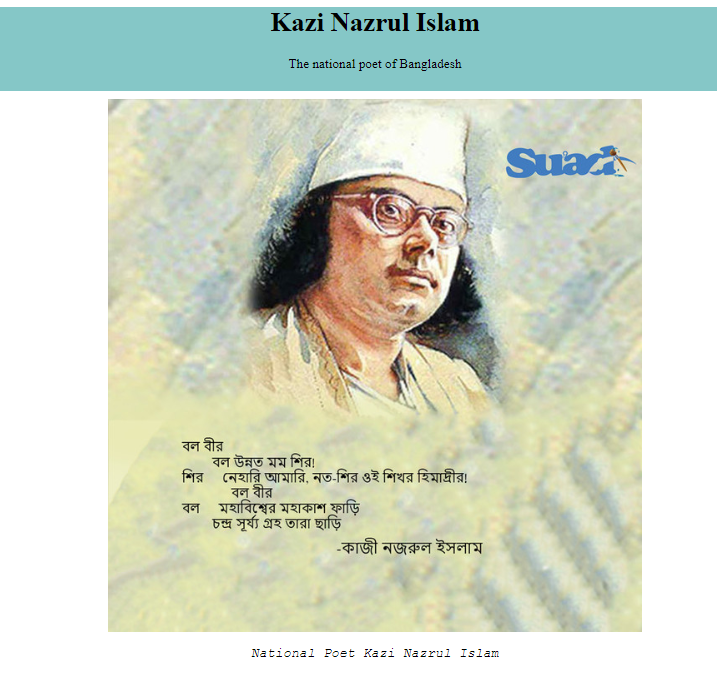 Kazi Nazrul Islam
The national poet of Bangladesh
Suad
বল বীর
বল উন্নত মম শির!
শির নেহারি আমারি, নত-শির ওই শিখর হিমাদ্রীর!
বল বীর
বল মহাবিশ্বের মহাকাশ ফাড়ি
চন্দ্র সূর্য্য গ্রহ তারা ছাড়ি
-কাজী নজরুল ইসলাম
National Poet Kazi Nazrul Islam